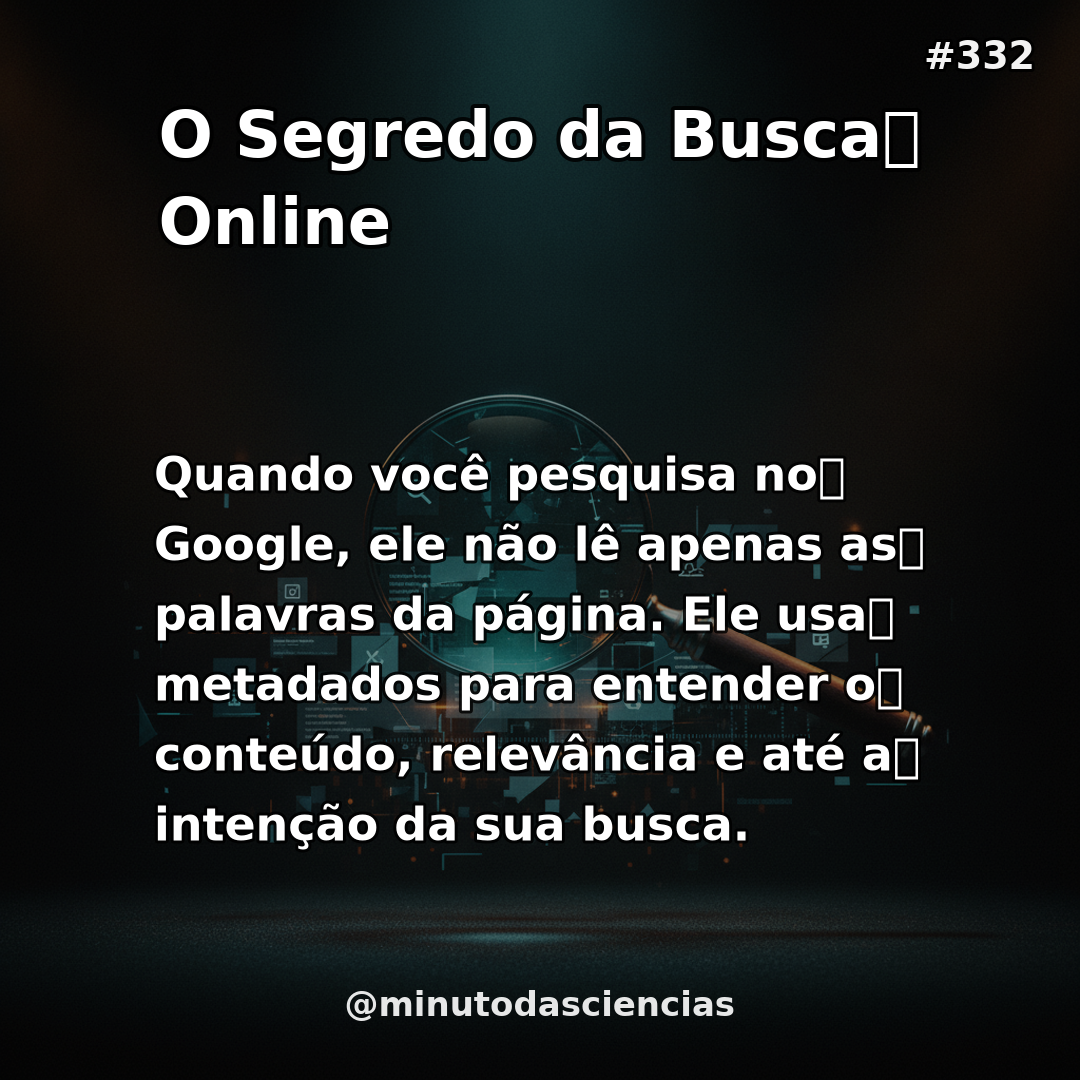 #332
O Segredo da Busca▯
Online
Quando você pesquisa no▯
Google, ele não lê apenas as▯
palavras da página. Ele usa▯
metadados para entender o▯
conteúdo, relevância e até a▯
intenção da sua busca.
@minutodasciencias